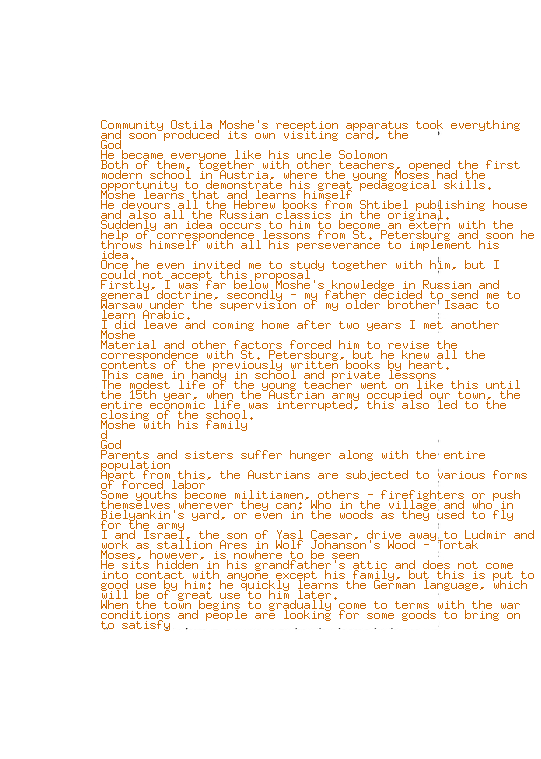 Community Ostila Moshe's reception apparatus took everything
and soon produced its own visiting card, the
God
He became everyone like his uncle Solomon
Both of them, together with other teachers, opened the first
modern school in Austria, where the young Moses had the
opportunity to demonstrate his great pedagogical skills.
Moshe learns that and learns himself
He devours all the Hebrew books from Shtibel publishing house
and also all the Russian classics in the original.
Suddenly an idea occurs to him to become an extern with the
help of correspondence lessons from St. Petersburg and soon he
throws himself with all his perseverance to implement his
idea.
Once he even invited me to study together with him, but I
could not accept this proposal
Firstly, I was far below Moshe's knowledge in Russian and
general doctrine, secondly - my father decided to send me to
Warsaw under the supervision of my older brother Isaac to
learn Arabic.
I did leave and coming home after two years I met another
Moshe
Material and other factors forced him to revise the
correspondence with St. Petersburg, but he knew all the
contents of the previously written books by heart.
This came in handy in school and private lessons
The modest life of the young teacher went on like this until
the 15th year, when the Austrian army occupied our town, the
entire economic life was interrupted, this also led to the
closing of the school.
Moshe with his family
d
God
Parents and sisters suffer hunger along with the entire
population
Apart from this, the Austrians are subjected to various forms
of forced labor
Some youths become militiamen, others - firefighters or push
themselves wherever they can; Who in the village and who in
Bielyankin's yard, or even in the woods as they used to fly
for the army
I and Israel, the son of Yasl Caesar, drive away to Ludmir and
work as stallion Ares in Wolf Johanson's Wood - Tortak
Moses, however, is nowhere to be seen
He sits hidden in his grandfather's attic and does not come
into contact with anyone except his family, but this is put to
good use by him: he quickly learns the German language, which
will be of great use to him later.
When the town begins to gradually come to terms with the war
conditions and people are looking for some goods to bring on
to satisfy